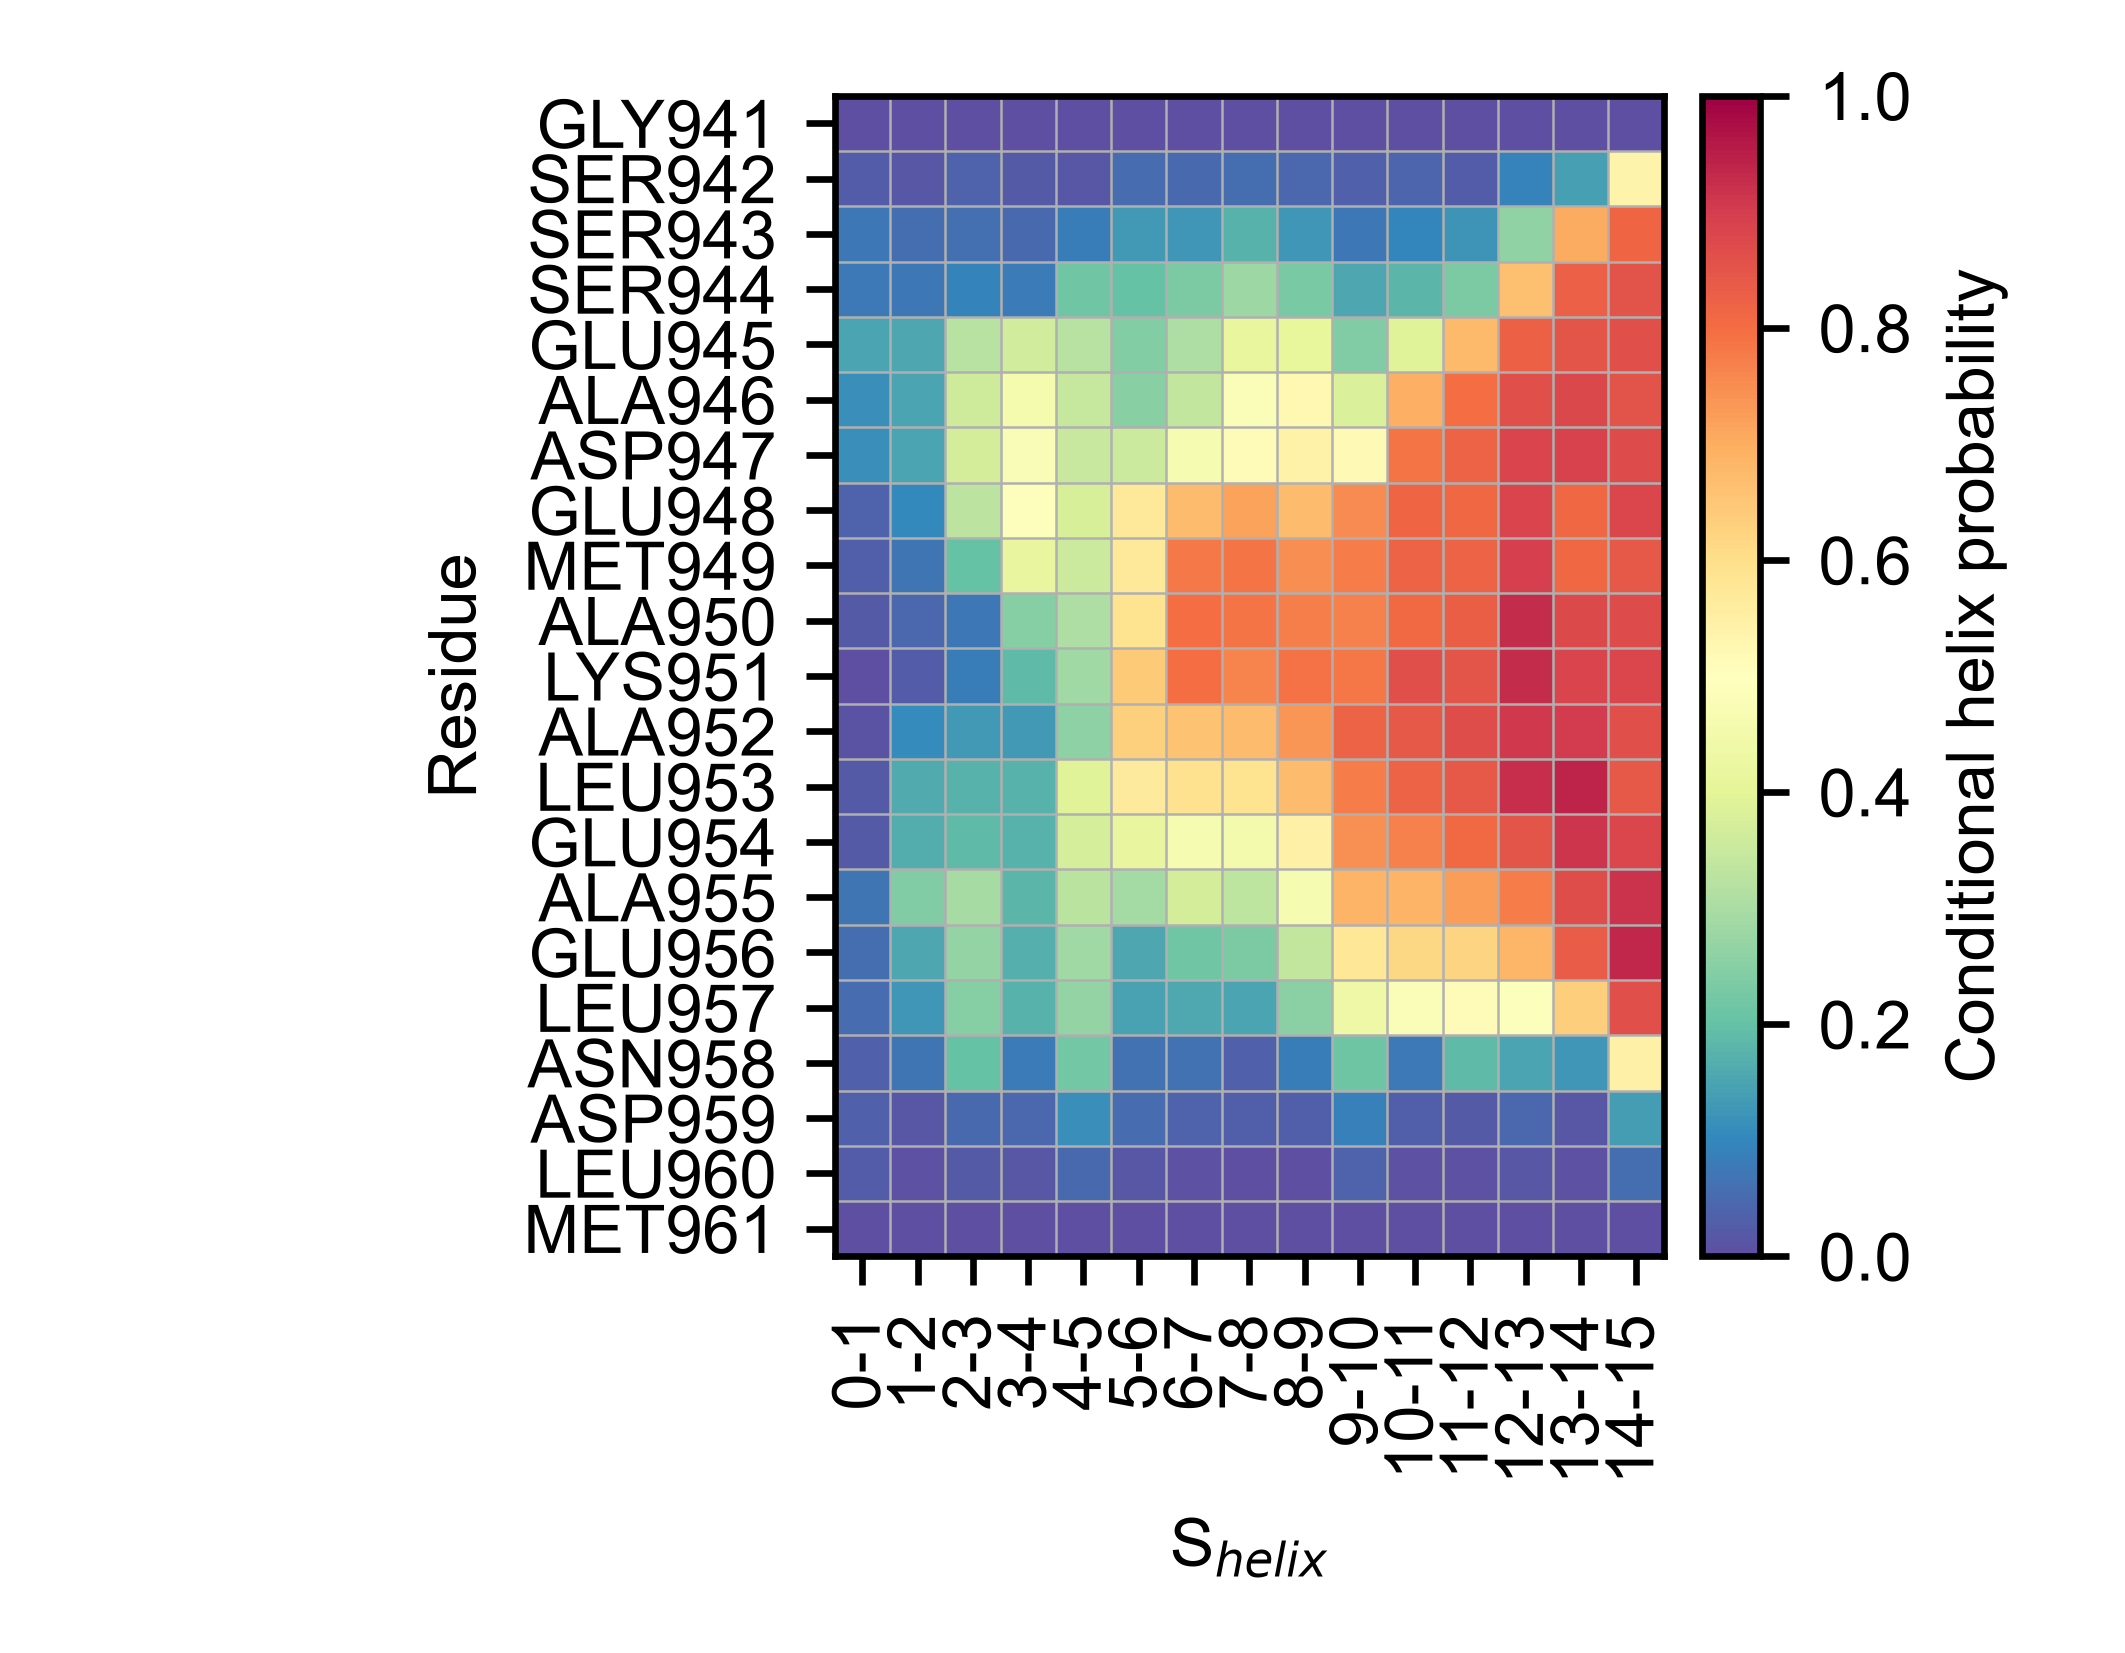 GLY941
SER942
SER943
SER944
GLU945
ALA946
ASP947
GLU948
MET949
ALA950
LYS951
ALA952
LEU953
GLU954
ALA955
GLU956
LEU957
ASN958
ASP959
LEU960
MET961
Residue
0-1
1-2
2-3
3-4
4-5
5-6
6-7
7-8
8-9
9-10
10-11
11-12
12-13
13-14
14-15
S_helix
1.0
0.8
0.6
0.4
0.2
0.0
Conditional helix probability